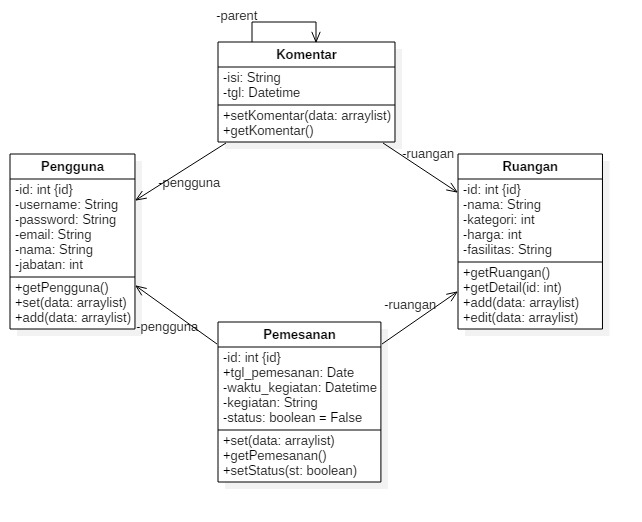 -parent
Komentar
-isi: String
-tgl: Datetime
+setKomentar(data: arraylist)
+getKomentar()
-pengguna
-ruangan
Pengguna
-id: int {id}
-username: String
-password: String
-email: String
-nama: String
-jabatan: int
+getPengguna()
+set(data: arraylist)
+add(data: arraylist)
Ruangan
-id: int {id}
-nama: String
-kategori: int
-harga: int
-fasilitas: String
+getRuangan()
+getDetail(id: int)
+add(data: arraylist)
+edit(data: arraylist)
-pengguna
-ruangan
Pemesanan
-id: int {id}
+tgl_pemesanan: Date
-waktu_kegiatan: Datetime
-kegiatan: String
-status: boolean = False
+set(data: arraylist)
+getPemesanan()
+setStatus(st: boolean)